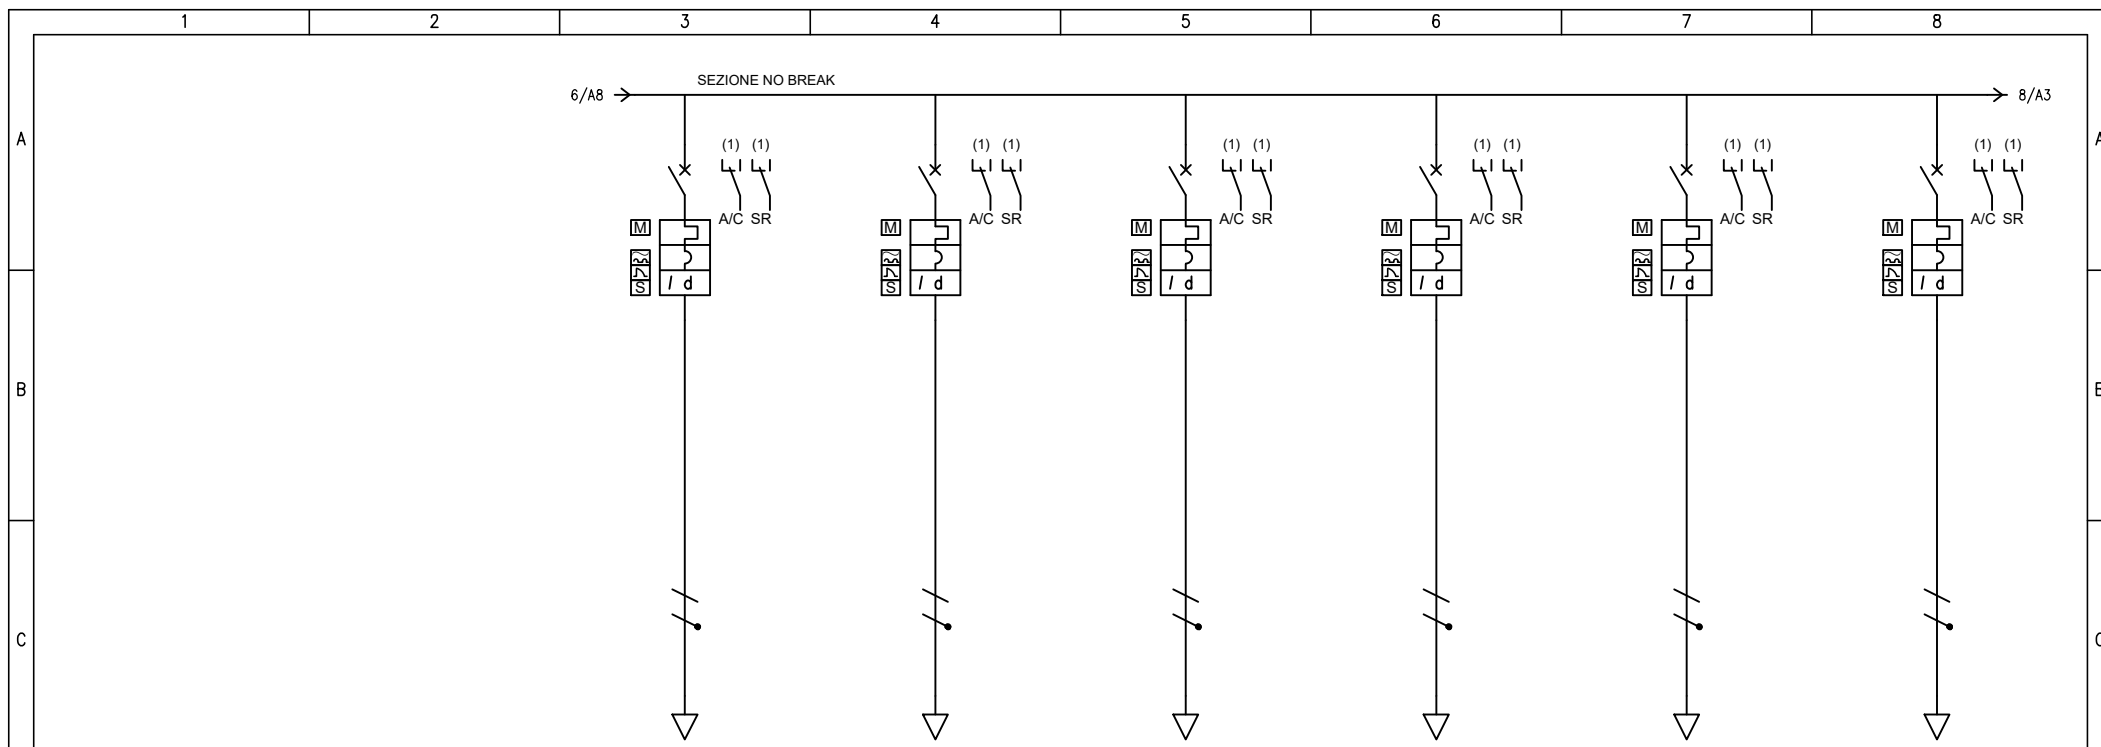 1 2 3 4 5 6 7 8
SEZIONE NO BREAK
6/A8 8/A3
A A
(1) (1) (1) (1) (1) (1) (1) (1) (1) (1) (1) (1)
A/C SR A/C SR A/C SR A/C SR A/C SR A/C SR
M M M M M M
S I d S I d S I d S I d S I d S I d
B B
C C